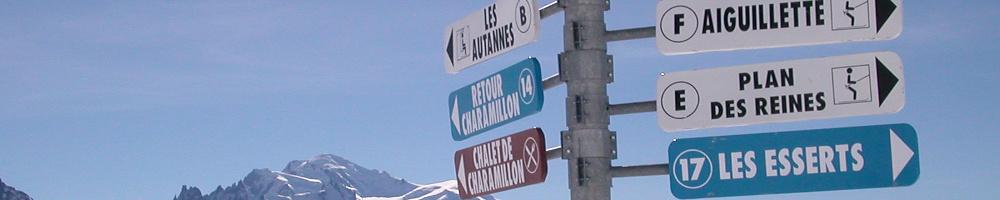 LES B
AUTANNES
RETOUR 14
CHARAMILLON
CHALET DE
CHARAMILLON
F AIGUILLETTE
E PLAN
DES REINES
17 LES ESSERTS